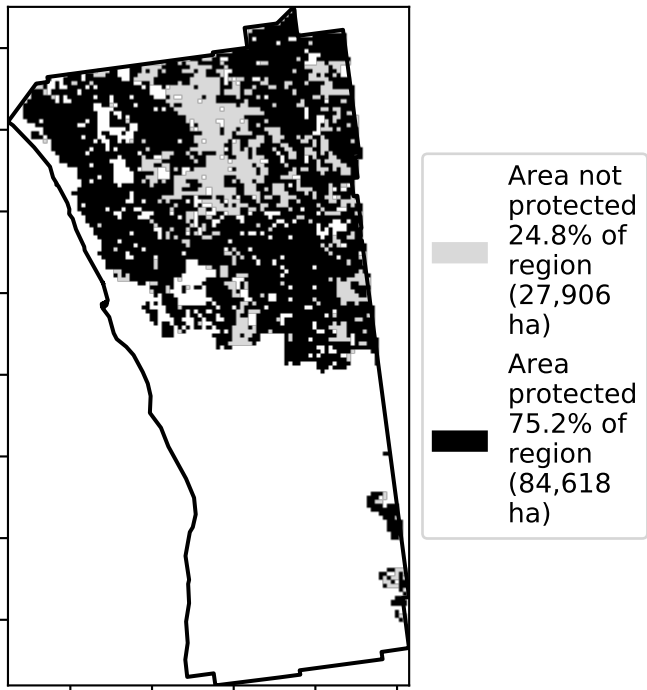 Area not
protected
24.8% of
region
(27,906
ha)
Area
protected
75.2% of
region
(84,618
ha)